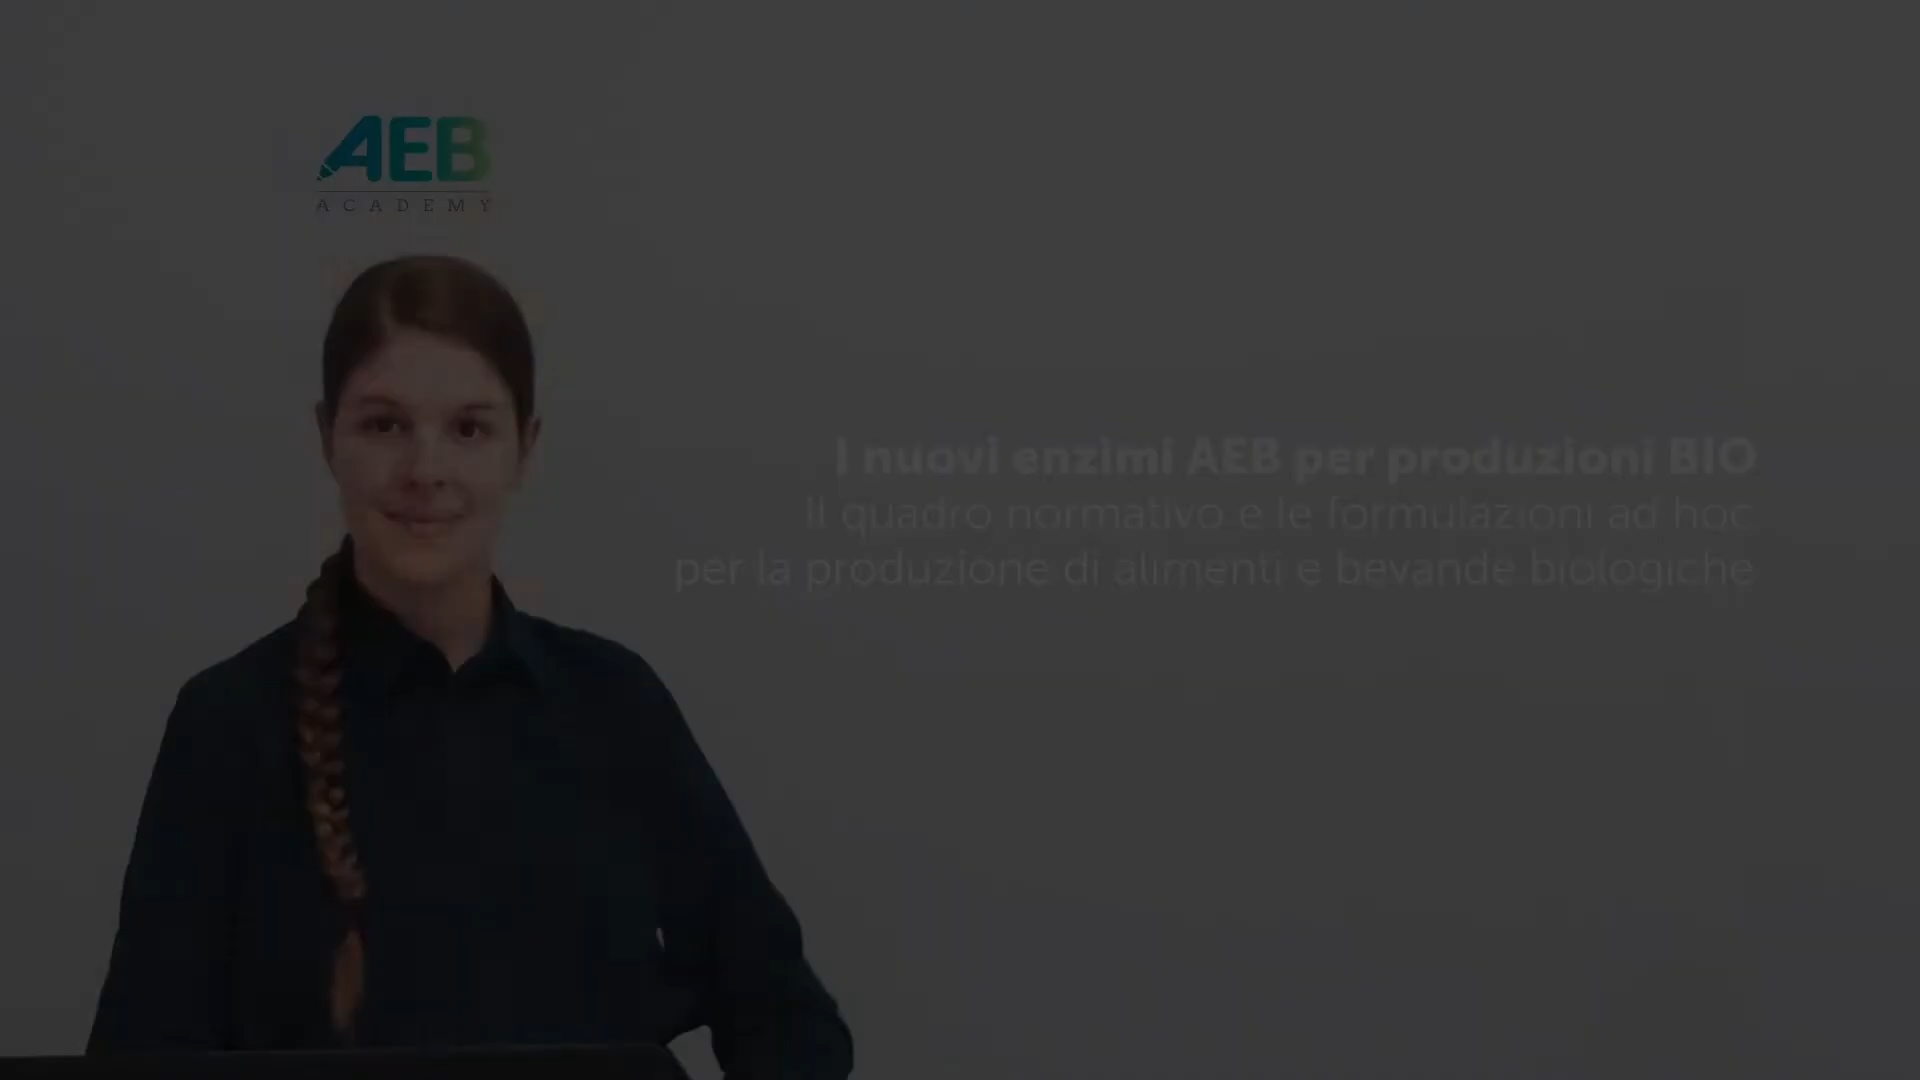 AEB
ACADEMY
I nuovi enzimi AEB per produzioni BIO
Il quadro normativo e le formulazioni ad hoc
per la produzione di alimenti e bevande biologiche